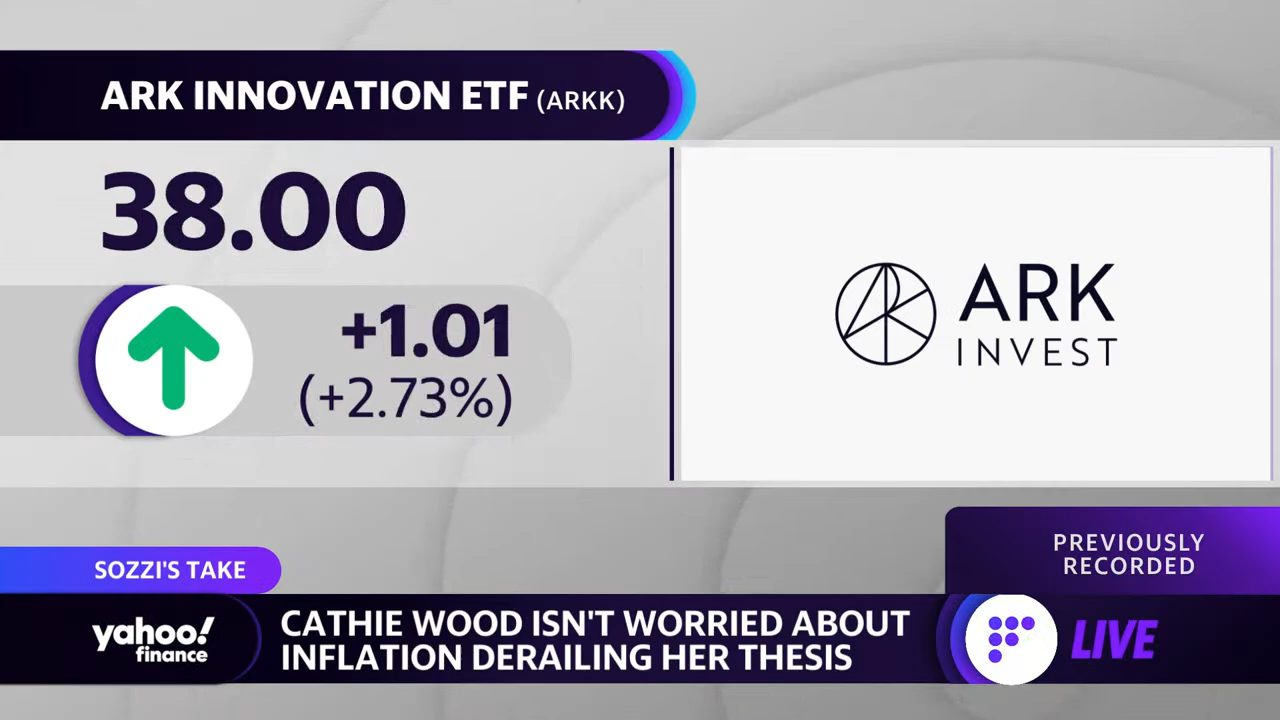 ARK INNOVATION ETF (ARKK)
38.00
+1.01
(+2.73%)
ARK
INVEST
PREVIOUSLY
RECORDED
SOZZI'S TAKE
yahoo!
finance
CATHIE WOOD ISN'T WORRIED ABOUT
INFLATION DERAILING HER THESIS
LIVE